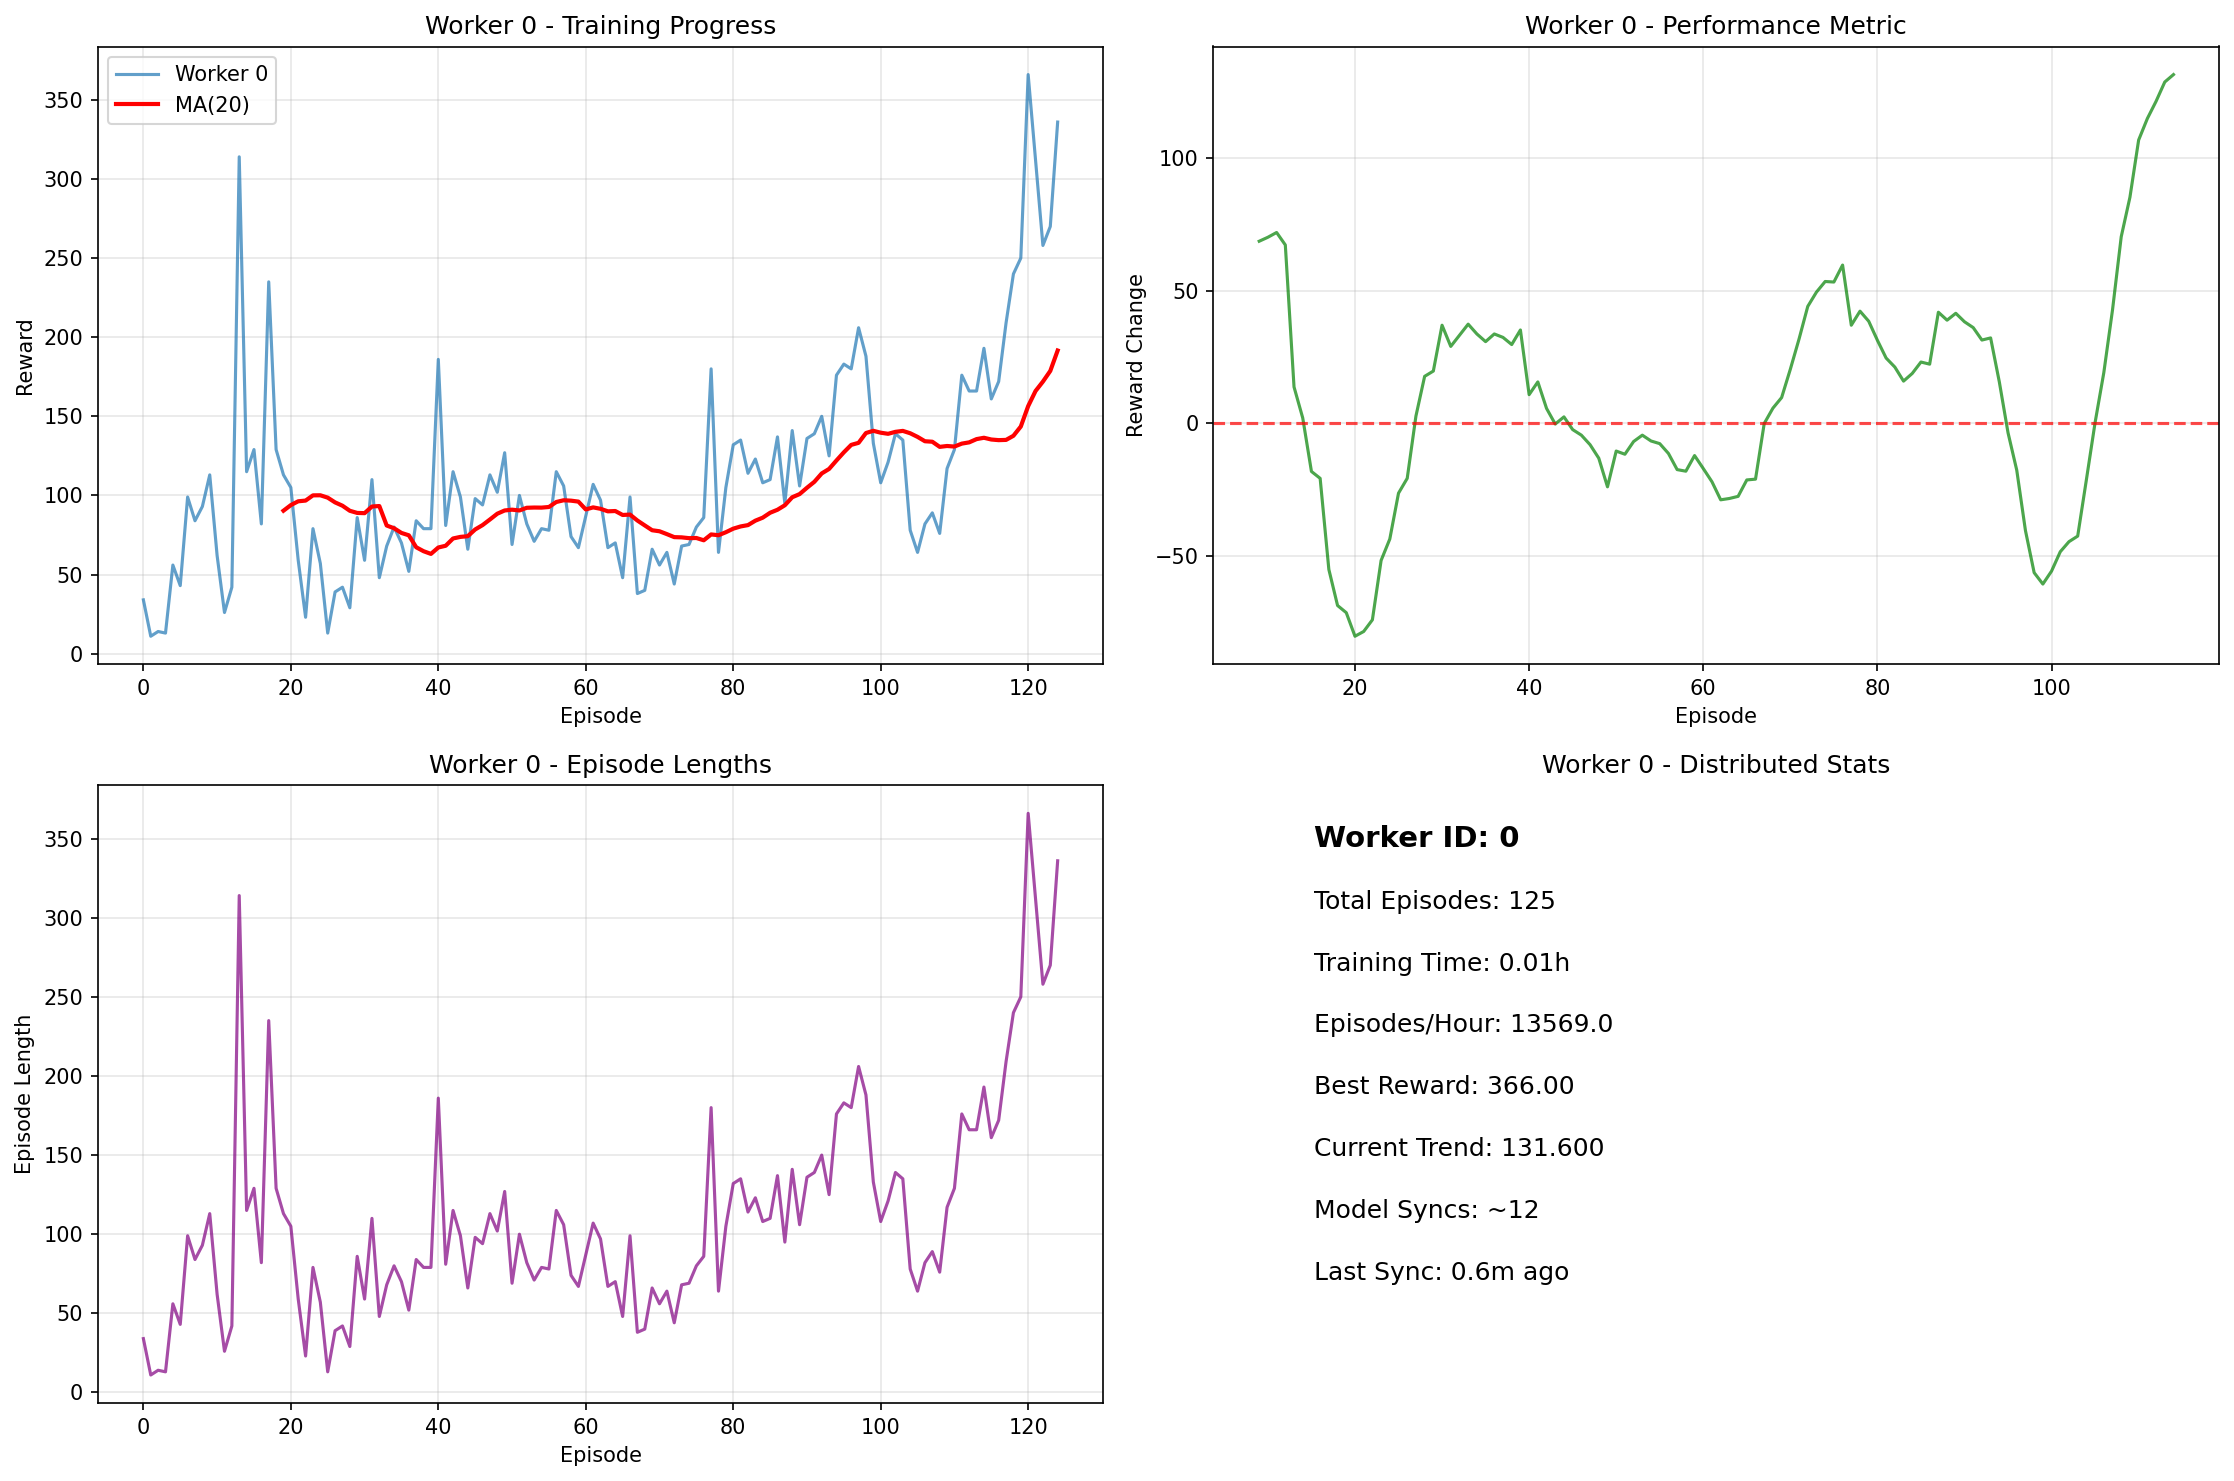 Worker 0 - Training Progress
Worker 0
MA(20)
Reward
350
300
250
200
150
100
50
0
0 20 40 60 80 100 120
Episode
Worker 0 - Performance Metric
Reward Change
100
50
0
−50
20 40 60 80 100
Episode
Worker 0 - Episode Lengths
Episode Length
350
300
250
200
150
100
50
0
0 20 40 60 80 100 120
Episode
Worker 0 - Distributed Stats
Worker ID: 0
Total Episodes: 125
Training Time: 0.01h
Episodes/Hour: 13569.0
Best Reward: 366.00
Current Trend: 131.600
Model Syncs: ~12
Last Sync: 0.6m ago